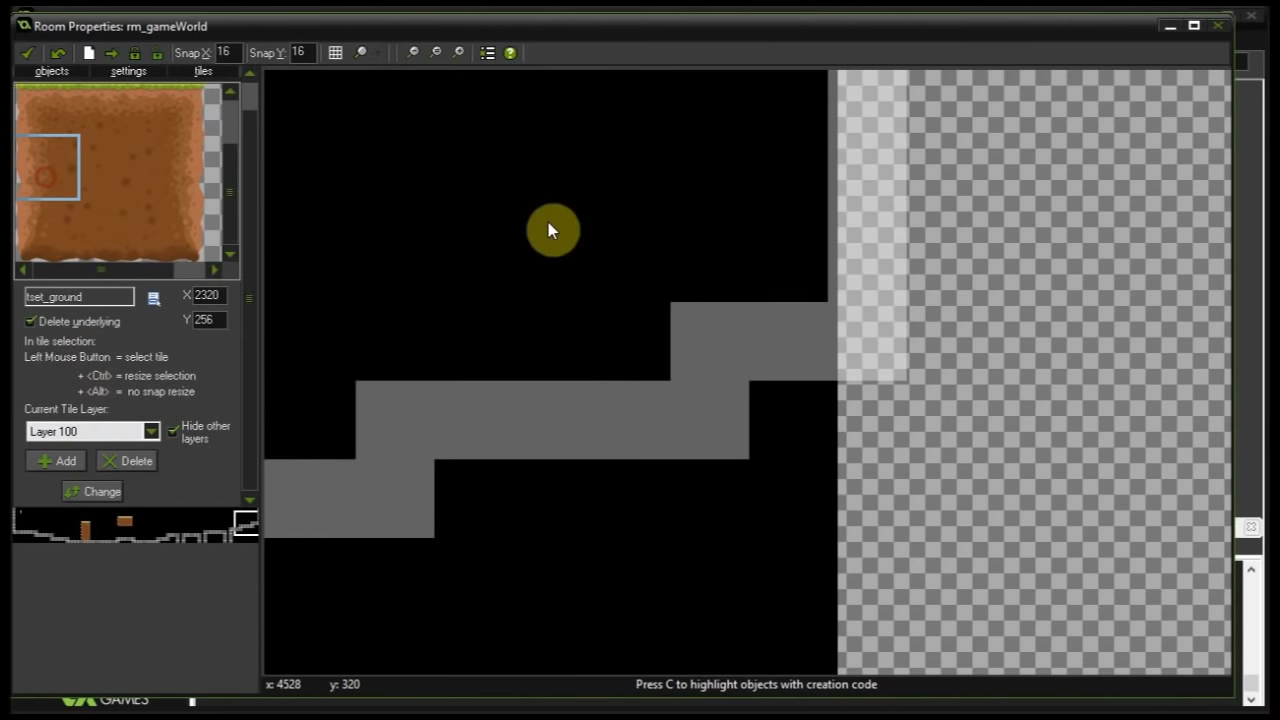 Room Properties: rm_gameWorld
Snap X: 16 Snap Y: 16
objects settings tiles
tset_ground X 2320
Delete underlying Y 256
In tile selection:
Left Mouse Button = select tile
+ <Ctrl> = resize selection
+ <Alt> = no snap resize
Current Tile Layer:
Layer 100 Hide other layers
Add Delete
Change
x: 4528 y: 320 Press C to highlight objects with creation code
GAMES